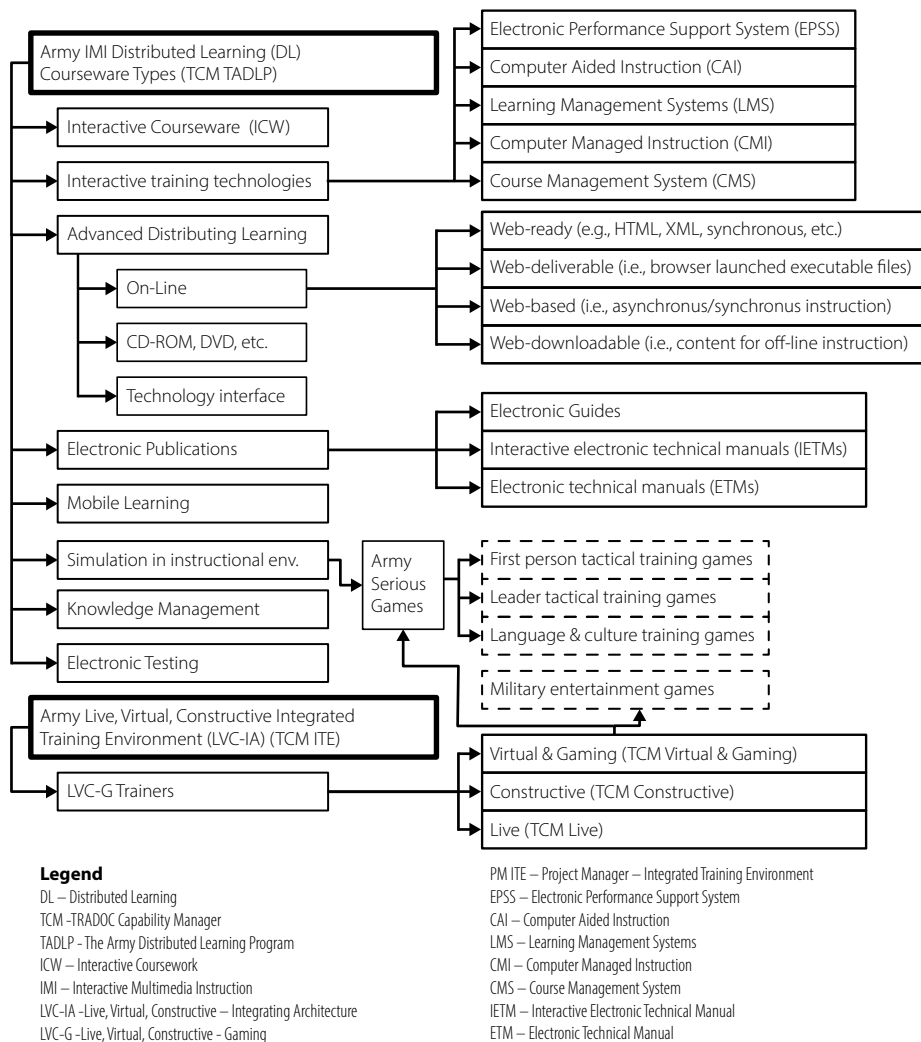 Army IMI Distributed Learning (DL)
Courseware Types (TCM TADLP)
Interactive Courseware (ICW)
Interactive training technologies
Electronic Performance Support System (EPSS)
Computer Aided Instruction (CAI)
Learning Management Systems (LMS)
Computer Managed Instruction (CMI)
Course Management System (CMS)
Advanced Distributing Learning
On-Line
CD-ROM, DVD, etc.
Technology interface
Web-ready (e.g., HTML, XML, synchronous, etc.)
Web-deliverable (i.e., browser launched executable files)
Web-based (i.e., asynchronus/synchronus instruction)
Web-downloadable (i.e., content for off-line instruction)
Electronic Publications
Electronic Guides
Interactive electronic technical manuals (IETMs)
Electronic technical manuals (ETMs)
Mobile Learning
Simulation in instructional env.
Army
Serious
Games
First person tactical training games
Leader tactical training games
Language & culture training games
Military entertainment games
Knowledge Management
Electronic Testing
Army Live, Virtual, Constructive Integrated
Training Environment (LVC-IA) (TCM ITE)
LVC-G Trainers
Virtual & Gaming (TCM Virtual & Gaming)
Constructive (TCM Constructive)
Live (TCM Live)
Legend
DL – Distributed Learning
TCM -TRADOC Capability Manager
TADLP - The Army Distributed Learning Program
ICW – Interactive Coursework
IMI – Interactive Multimedia Instruction
LVC-IA -Live, Virtual, Constructive – Integrating Architecture
LVC-G -Live, Virtual, Constructive - Gaming
PM ITE – Project Manager – Integrated Training Environment
EPSS – Electronic Performance Support System
CAI – Computer Aided Instruction
LMS – Learning Management Systems
CMI – Computer Managed Instruction
CMS – Course Management System
IETM – Interactive Electronic Technical Manual
ETM – Electronic Technical Manual